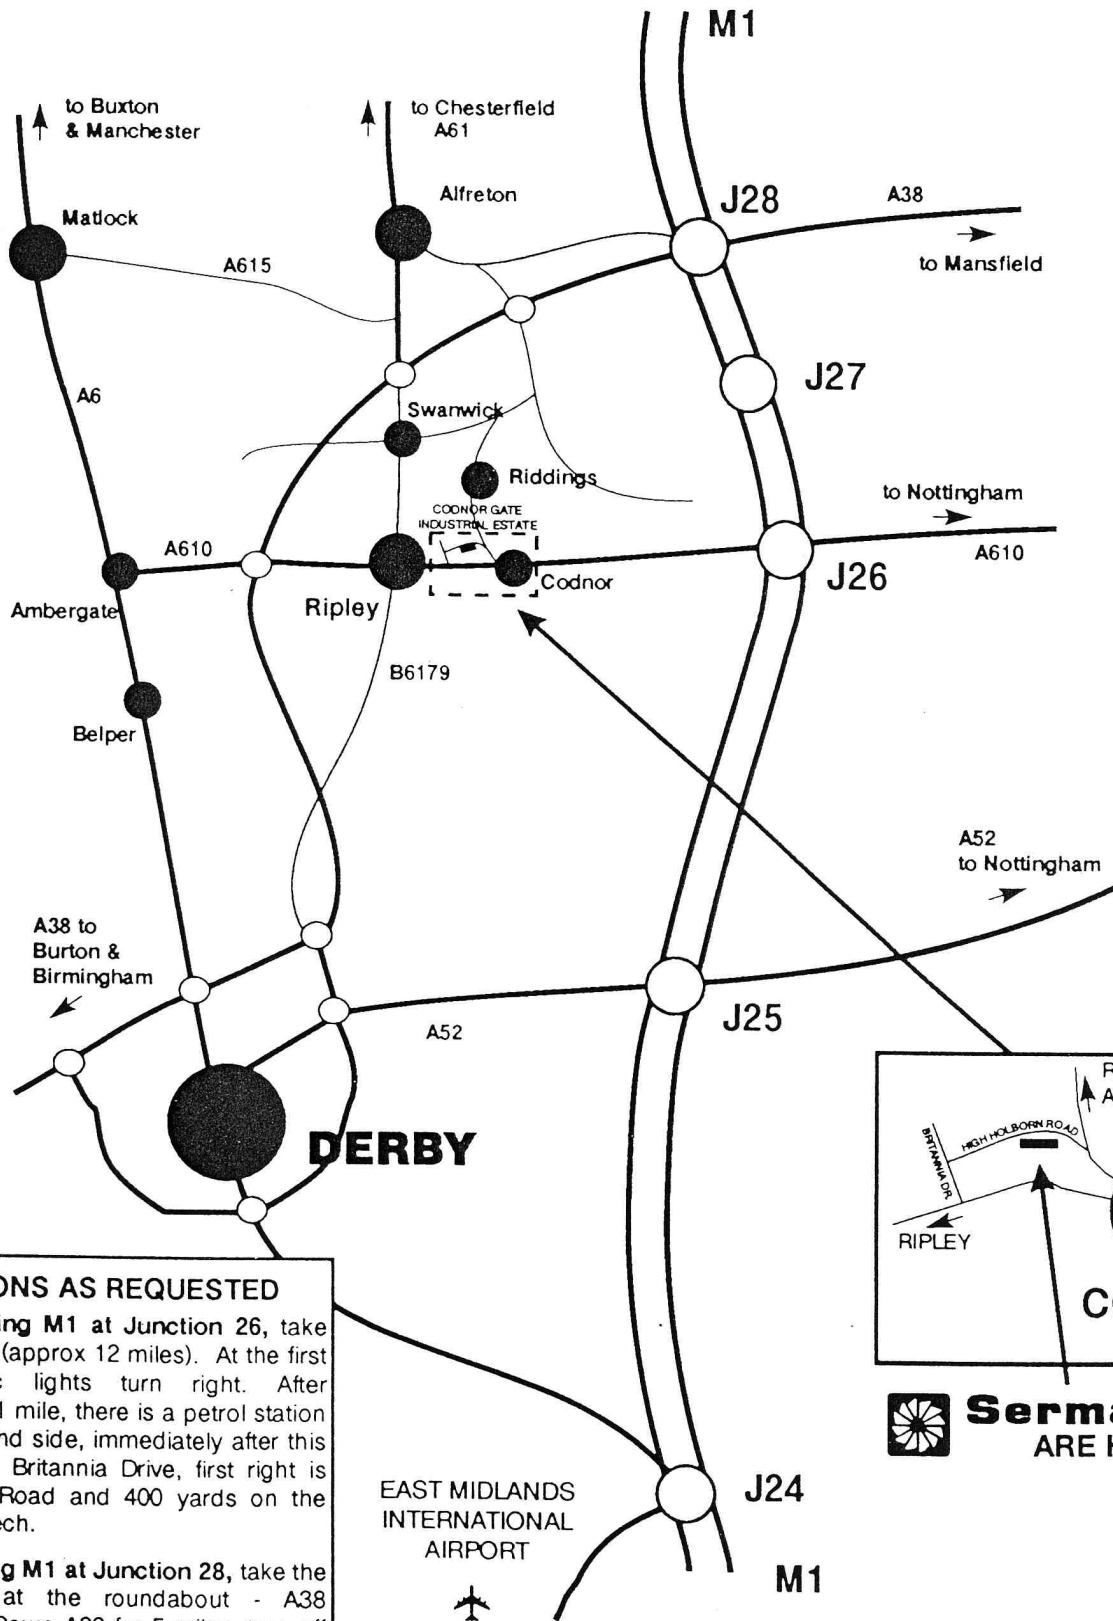 M1
to Buxton
& Manchester
to Chesterfield
A61
Matlock
Alfreton
J28
A38
to Mansfield
A615
J27
A6
Swanwick
Riddings
to Nottingham
CODNOR GATE
INDUSTRIAL ESTATE
A610
A610
J26
Codnor
Ripley
Ambergate
B6179
Belper
A52
to Nottingham
A38 to
Burton &
Birmingham
J25
A52
DERBY
HIGH HOLBORN ROAD
BRITANNIA DR.
RIPLEY
ARE
IONS AS REQUESTED
ing M1 at Junction 26, take
(approx 12 miles). At the first
lights turn right. After
1 mile, there is a petrol station
nd side, immediately after this
Britannia Drive, first right is
Road and 400 yards on the
ech.
g M1 at Junction 28, take the
at the roundabout - A38
EAST MIDLANDS
INTERNATIONAL
AIRPORT
J24
M1